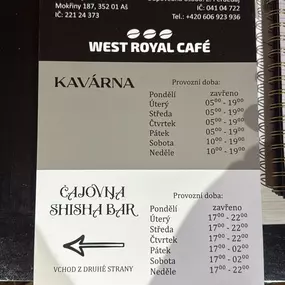 Mokřiny 187, 352 01 Aš
IČ: 221 24 373
IČ: 041 04 722
Tel.: +420 606 923 936
WEST ROYAL CAFÉ
KAVÁRNA
Provozní doba:
Pondělí zavřeno
Úterý 05⁰⁰ - 19⁰⁰
Středa 05⁰⁰ - 19⁰⁰
Čtvrtek 05⁰⁰ - 19⁰⁰
Pátek 05⁰⁰ - 19⁰⁰
Sobota 10⁰⁰ - 19⁰⁰
Neděle 10⁰⁰ - 19⁰⁰
ČAJOVNA
SHISHA BAR
VCHOD Z DRUHÉ STRANY
Provozní doba:
Pondělí zavřeno
Úterý 17⁰⁰ - 22⁰⁰
Středa 17⁰⁰ - 22⁰⁰
Čtvrtek 17⁰⁰ - 22⁰⁰
Pátek 17⁰⁰ - 02⁰⁰
Sobota 17⁰⁰ - 02⁰⁰
Neděle 17⁰⁰ - 22⁰⁰